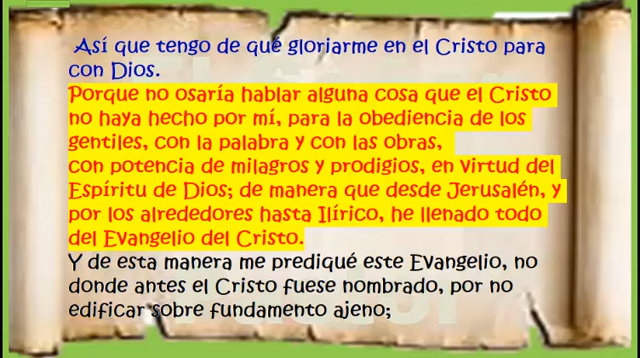 Así que tengo de qué gloriarme en el Cristo para
con Dios.
Porque no osaría hablar alguna cosa que el Cristo
no haya hecho por mí, para la obediencia de los
gentiles, con la palabra y con las obras,
con potencia de milagros y prodigios, en virtud del
Espíritu de Dios; de manera que desde Jerusalén, y
por los alrededores hasta Ilírico, he llenado todo
del Evangelio del Cristo.
Y de esta manera me prediqué este Evangelio, no
donde antes el Cristo fuese nombrado, por no
edificar sobre fundamento ajeno;